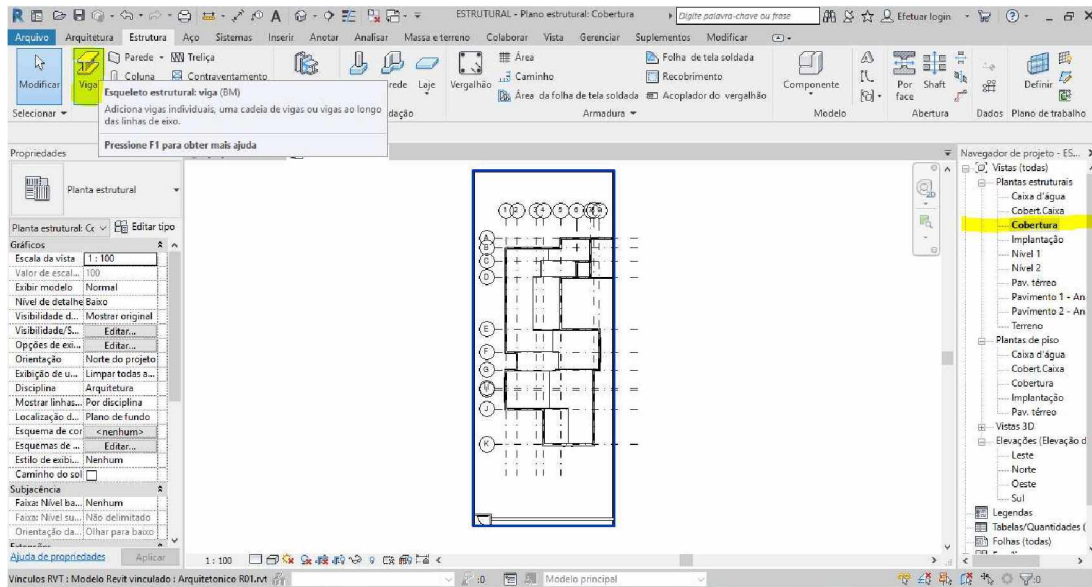 ESTRUTURAL - Plano estrutural: Cobertura
Digite palavra-chave ou frase
Efetuar login
Arquivo Arquitetura Estrutura Aço Sistemas Inserir Anotar Analisar Massa e terreno Colaborar Vista Gerenciar Suplementos Modificar
Modificar
Viga
Parede
Treliça
Coluna
Contraventamento
rede
Laje
Vergalhão
Área
Caminho
Área da folha de tela soldada
Folha de tela soldada
Recobrimento
Acoplador do vergalhão
Componente
Por face
Shaft
Definir
Selecionar
dação
Armadura
Modelo
Abertura
Dados
Plano de trabalho
Esqueleto estrutural: viga (BM)
Adiciona vigas individuais, uma cadeia de vigas ou vigas ao longo
das linhas de eixo.
Pressione F1 para obter mais ajuda
Propriedades
Planta estrutural
Planta estrutural: Cc
Editar tipo
Gráficos
Escala da vista 1 : 100
Valor de escal... 100
Exibir modelo Normal
Nível de detalhe Baixo
Visibilidade d... Mostrar original
Visibilidade/S... Editar...
Opções de exi... Editar...
Orientação Norte do projeto
Exibição de u... Limpar todas a...
Disciplina Arquitetura
Mostrar linhas... Por disciplina
Localização d... Plano de fundo
Esquema de cor <nenhum>
Esquemas de ... Editar...
Estilo de exibi... Nenhum
Caminho do sol
Subjacência
Faixa: Nível ba... Nenhum
Faixa: Nível su... Não delimitado
Orientação da... Olhar para baixo
Ajuda de propriedades
Aplicar
A
B
C
D
E
F
G
J
K
Navegador de projeto - ES...
Vistas (todas)
Plantas estruturais
Caixa d'água
Cobert.Caixa
Cobertura
Implantação
Nível 1
Nível 2
Pav. térreo
Pavimento 1 - An
Pavimento 2 - An
Terreno
Plantas de piso
Caixa d'água
Cobert.Caixa
Cobertura
Implantação
Pav. térreo
Vistas 3D
Elevações (Elevação d
Leste
Norte
Oeste
Sul
Legendas
Tabelas/Quantidades (
Folhas (todas)
1 : 100
Vínculos RVT : Modelo Revit vinculado : Arquitetonico R01.rvt
:0
Modelo principal
:0